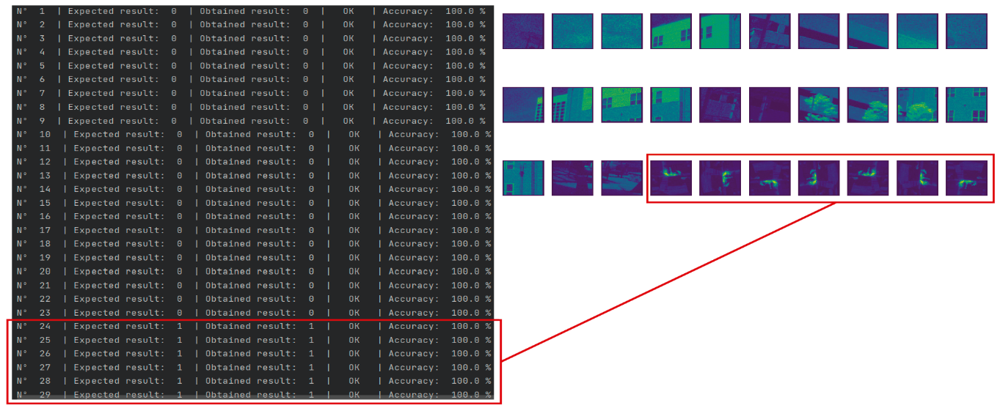 N° 1 | Expected result: 0 | Obtained result: 0 | OK | Accuracy: 100.0 %
N° 2 | Expected result: 0 | Obtained result: 0 | OK | Accuracy: 100.0 %
N° 3 | Expected result: 0 | Obtained result: 0 | OK | Accuracy: 100.0 %
N° 4 | Expected result: 0 | Obtained result: 0 | OK | Accuracy: 100.0 %
N° 5 | Expected result: 0 | Obtained result: 0 | OK | Accuracy: 100.0 %
N° 6 | Expected result: 0 | Obtained result: 0 | OK | Accuracy: 100.0 %
N° 7 | Expected result: 0 | Obtained result: 0 | OK | Accuracy: 100.0 %
N° 8 | Expected result: 0 | Obtained result: 0 | OK | Accuracy: 100.0 %
N° 9 | Expected result: 0 | Obtained result: 0 | OK | Accuracy: 100.0 %
N° 10 | Expected result: 0 | Obtained result: 0 | OK | Accuracy: 100.0 %
N° 11 | Expected result: 0 | Obtained result: 0 | OK | Accuracy: 100.0 %
N° 12 | Expected result: 0 | Obtained result: 0 | OK | Accuracy: 100.0 %
N° 13 | Expected result: 0 | Obtained result: 0 | OK | Accuracy: 100.0 %
N° 14 | Expected result: 0 | Obtained result: 0 | OK | Accuracy: 100.0 %
N° 15 | Expected result: 0 | Obtained result: 0 | OK | Accuracy: 100.0 %
N° 16 | Expected result: 0 | Obtained result: 0 | OK | Accuracy: 100.0 %
N° 17 | Expected result: 0 | Obtained result: 0 | OK | Accuracy: 100.0 %
N° 18 | Expected result: 0 | Obtained result: 0 | OK | Accuracy: 100.0 %
N° 19 | Expected result: 0 | Obtained result: 0 | OK | Accuracy: 100.0 %
N° 20 | Expected result: 0 | Obtained result: 0 | OK | Accuracy: 100.0 %
N° 21 | Expected result: 0 | Obtained result: 0 | OK | Accuracy: 100.0 %
N° 22 | Expected result: 0 | Obtained result: 0 | OK | Accuracy: 100.0 %
N° 23 | Expected result: 0 | Obtained result: 0 | OK | Accuracy: 100.0 %
N° 24 | Expected result: 1 | Obtained result: 1 | OK | Accuracy: 100.0 %
N° 25 | Expected result: 1 | Obtained result: 1 | OK | Accuracy: 100.0 %
N° 26 | Expected result: 1 | Obtained result: 1 | OK | Accuracy: 100.0 %
N° 27 | Expected result: 1 | Obtained result: 1 | OK | Accuracy: 100.0 %
N° 28 | Expected result: 1 | Obtained result: 1 | OK | Accuracy: 100.0 %
N° 29 | Expected result: 1 | Obtained result: 1 | OK | Accuracy: 100.0 %